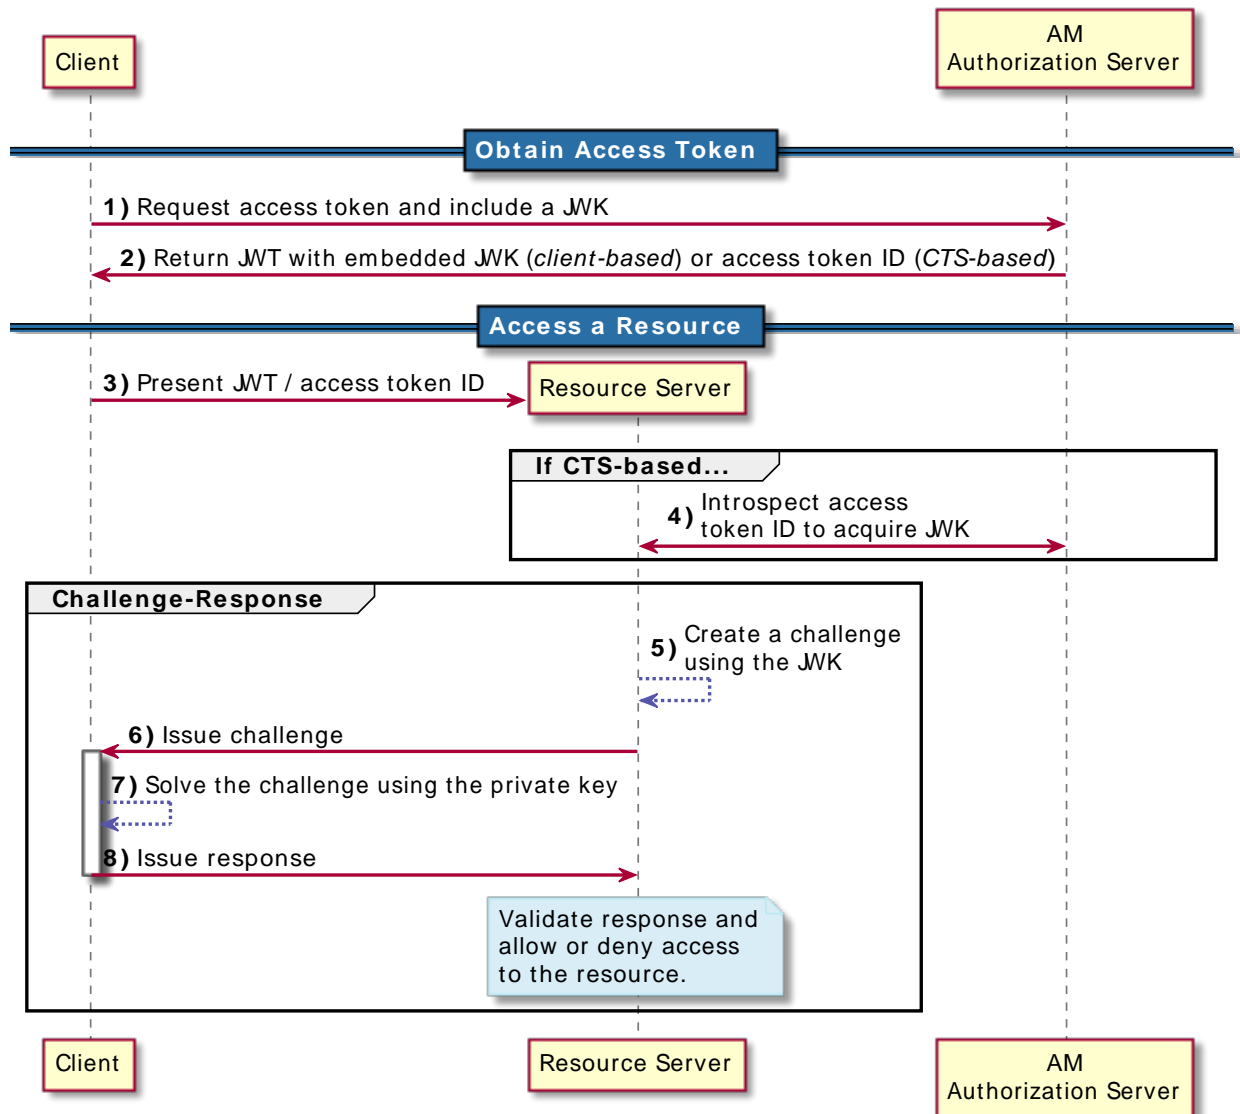 AM
Client
Authorization Server
Obtain Access Token
1) Request access token and include a JWK
2) Return JWT with embedded JWK (client-based) or access token ID (CTS-based)
Access a Resource
3) Present JWT / access token ID
Resource Server
If CTS-based...
4) Introspect access
token ID to acquire JWK
Challenge-Response
5) Create a challenge
using the JWK
6) Issue challenge
7) Solve the challenge using the private key
8) Issue response
Validate response and
allow or deny access
to the resource.
Client
Resource Server
AM
Authorization Server